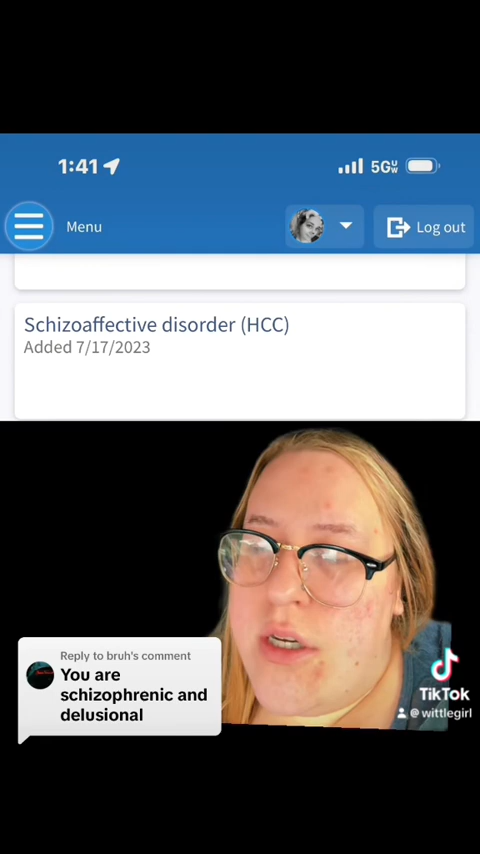 1:41
5GUW
Menu
Log out
Schizoaffective disorder (HCC)
Added 7/17/2023
Reply to bruh's comment
You are
schizophrenic and
delusional
TikTok
@wittlegirl